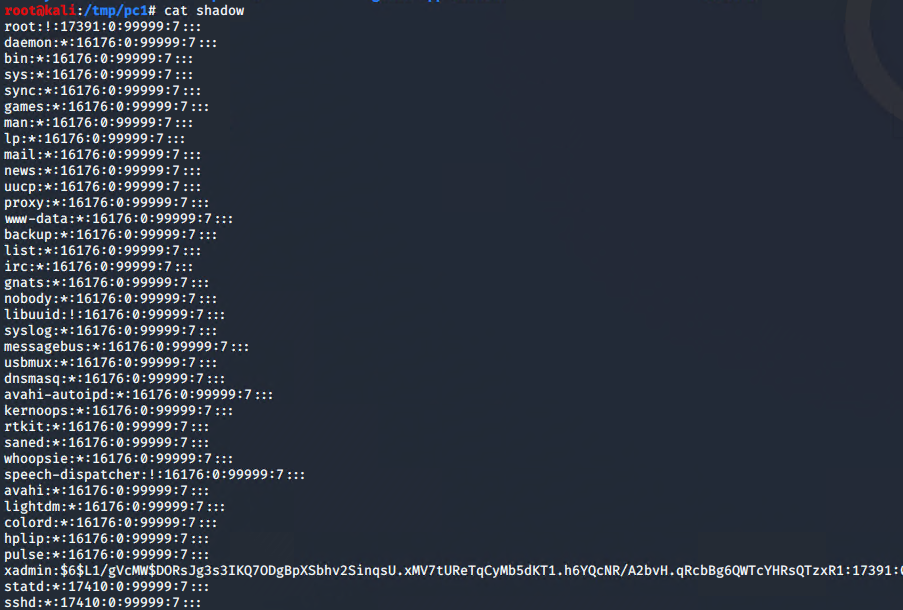 root@kali:/tmp/pc1# cat shadow
root:!:17391:0:99999:7:::
daemon:*:16176:0:99999:7:::
bin:*:16176:0:99999:7:::
sys:*:16176:0:99999:7:::
sync:*:16176:0:99999:7:::
games:*:16176:0:99999:7:::
man:*:16176:0:99999:7:::
lp:*:16176:0:99999:7:::
mail:*:16176:0:99999:7:::
news:*:16176:0:99999:7:::
uucp:*:16176:0:99999:7:::
proxy:*:16176:0:99999:7:::
www-data:*:16176:0:99999:7:::
backup:*:16176:0:99999:7:::
list:*:16176:0:99999:7:::
irc:*:16176:0:99999:7:::
gnats:*:16176:0:99999:7:::
nobody:*:16176:0:99999:7:::
libuuid:!:16176:0:99999:7:::
syslog:*:16176:0:99999:7:::
messagebus:*:16176:0:99999:7:::
usbmux:*:16176:0:99999:7:::
dnsmasq:*:16176:0:99999:7:::
avahi-autoipd:*:16176:0:99999:7:::
kernoops:*:16176:0:99999:7:::
rtkit:*:16176:0:99999:7:::
saned:*:16176:0:99999:7:::
whoopsie:*:16176:0:99999:7:::
speech-dispatcher:!:16176:0:99999:7:::
avahi:*:16176:0:99999:7:::
lightdm:*:16176:0:99999:7:::
colord:*:16176:0:99999:7:::
hplip:*:16176:0:99999:7:::
pulse:*:16176:0:99999:7:::
xadmin:$6$L1/gVcMW$DORsJg3s3IKQ7ODgBpXSbhv2SinqsU.xMV7tUReTqCyMb5dKT1.h6YQcNR/A2bvH.qRcbBg6QWTcYHRsQTzxR1:17391:0
statd:*:17410:0:99999:7:::
sshd:*:17410:0:99999:7:::